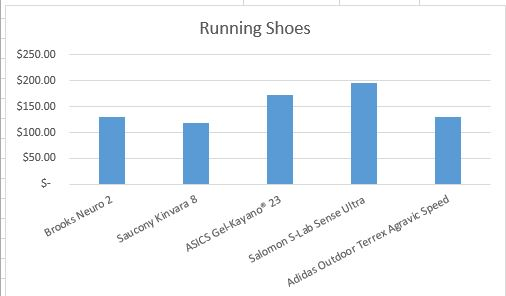 Running Shoes
$250.00
$200.00
$150.00
$100.00
$50.00
$-
Brooks Neuro 2
Saucony Kinvara 8
ASICS Gel-Kayano® 23
Salomon S-Lab Sense Ultra
Adidas Outdoor Terrex Agravic Speed